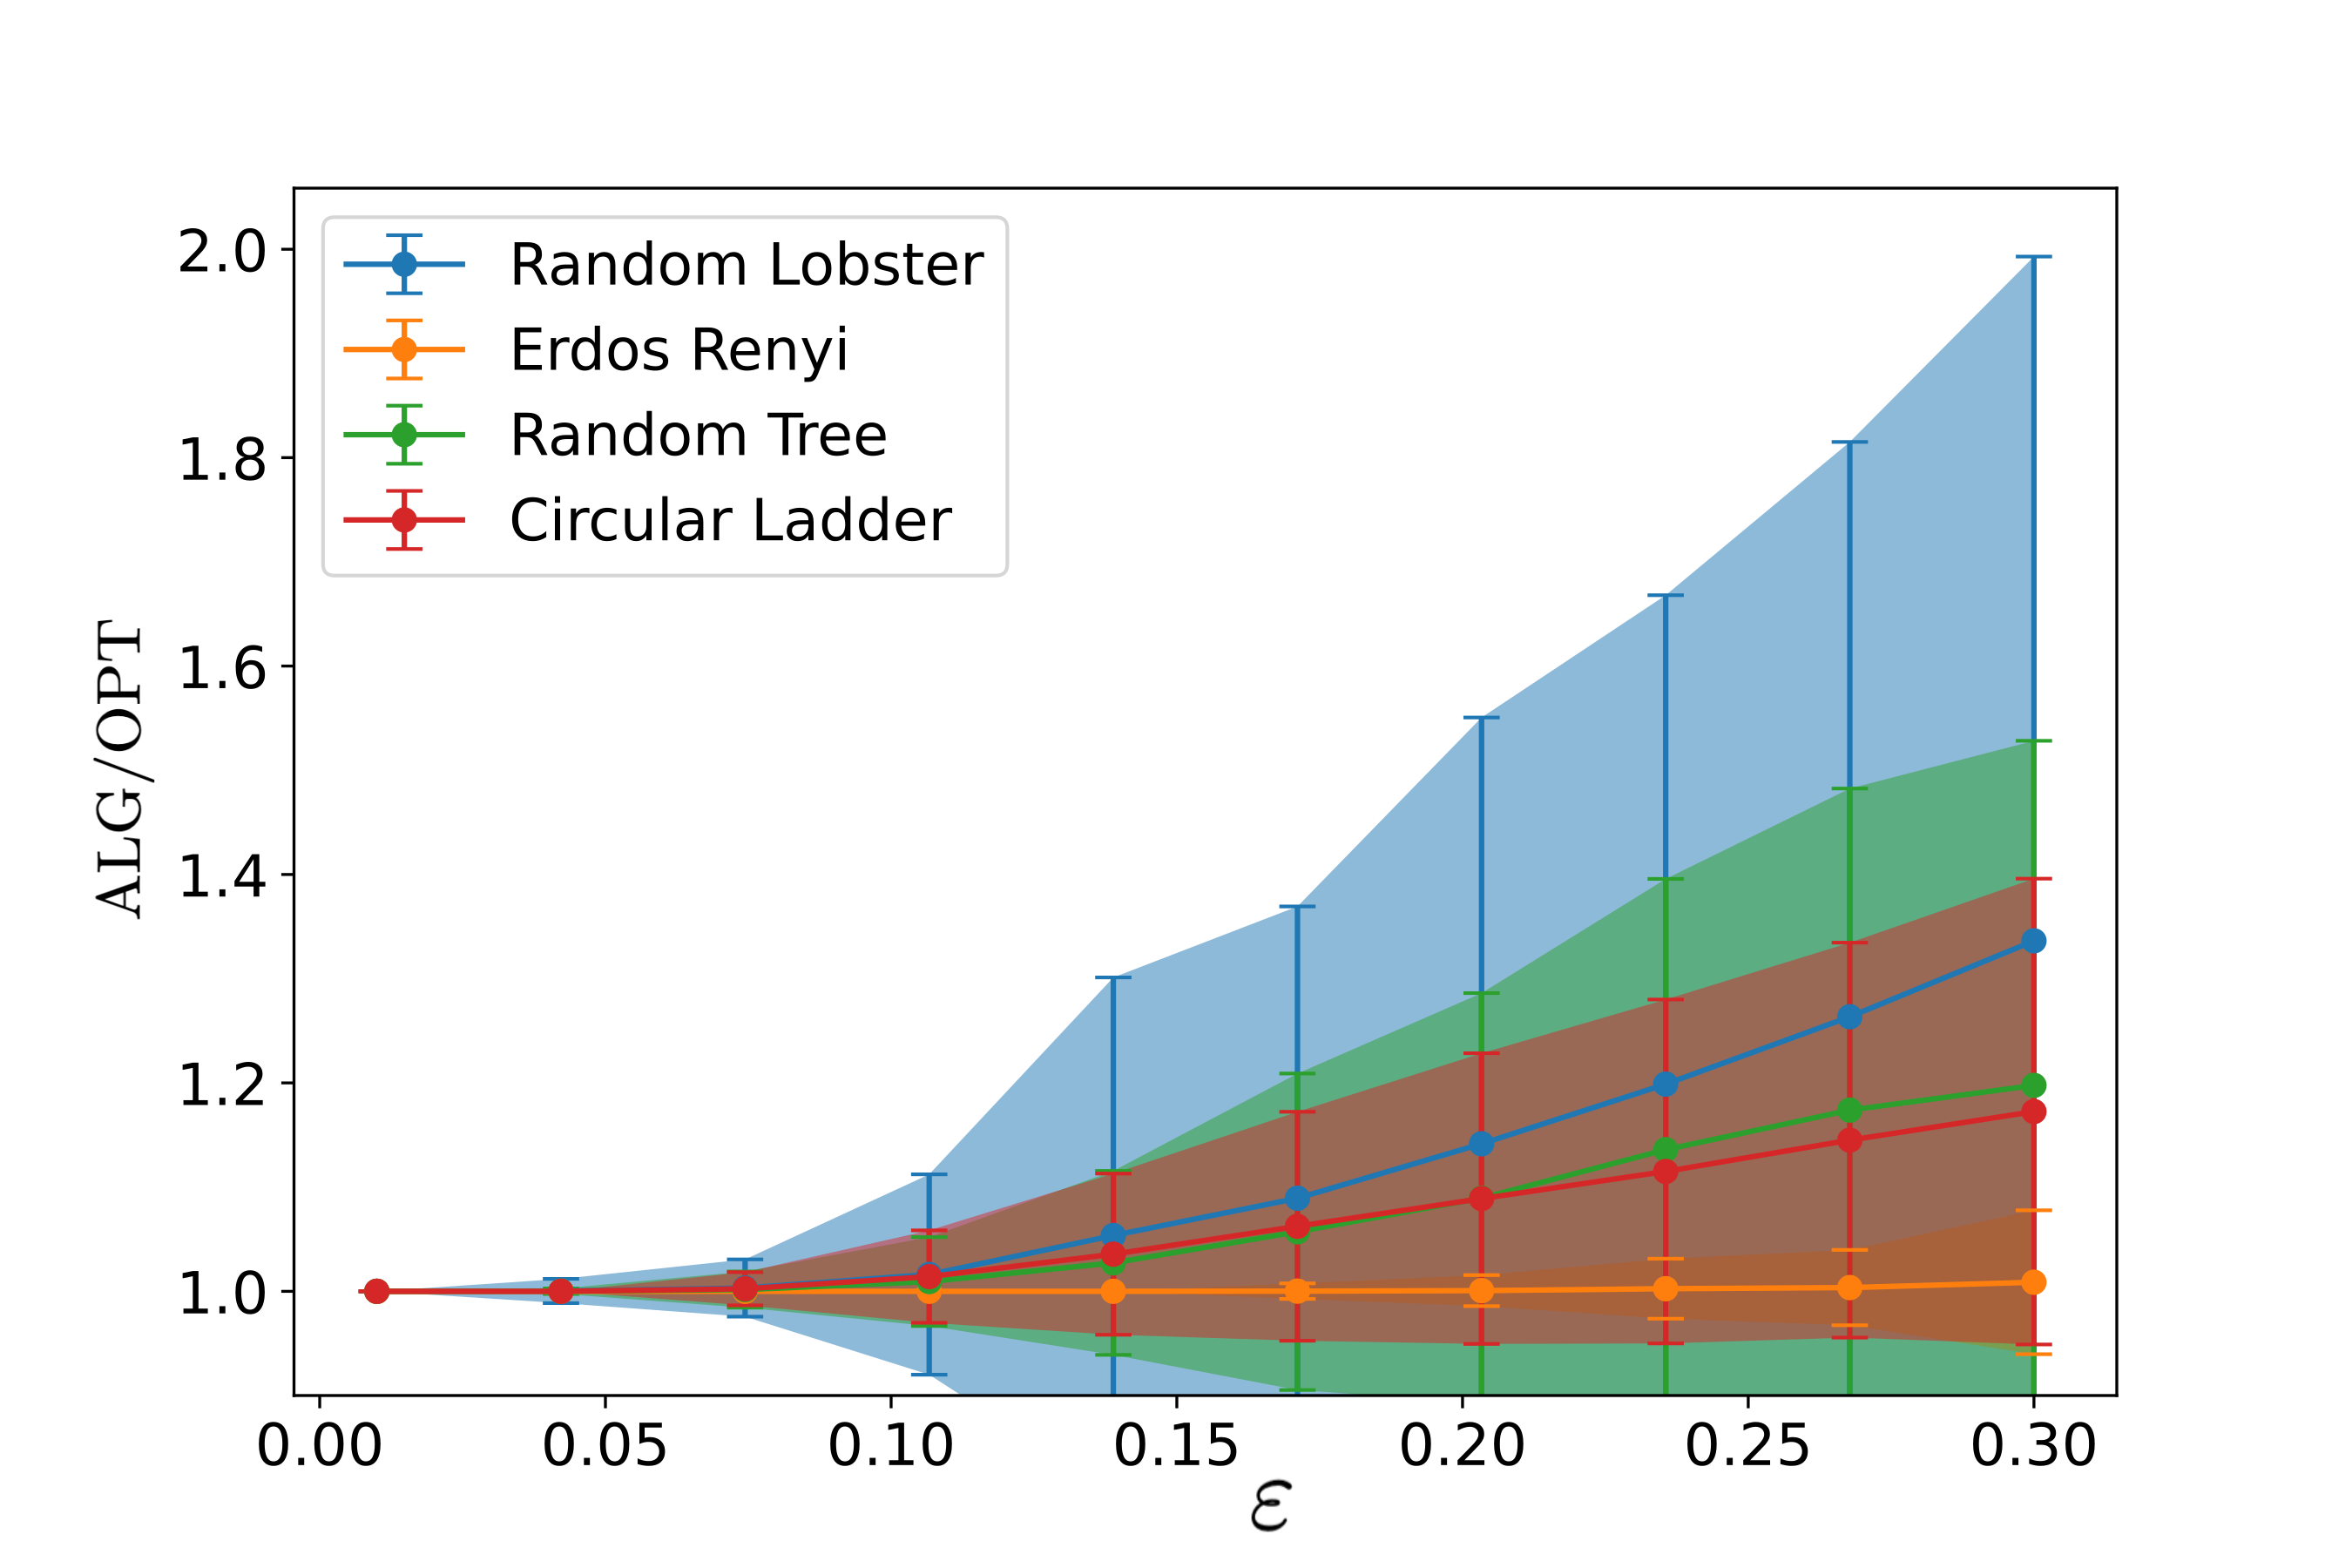 Random Lobster
Erdos Renyi
Random Tree
Circular Ladder
2.0
1.8
1.6
1.4
1.2
1.0
ALG/OPT
0.00 0.05 0.10 0.15 0.20 0.25 0.30
ε